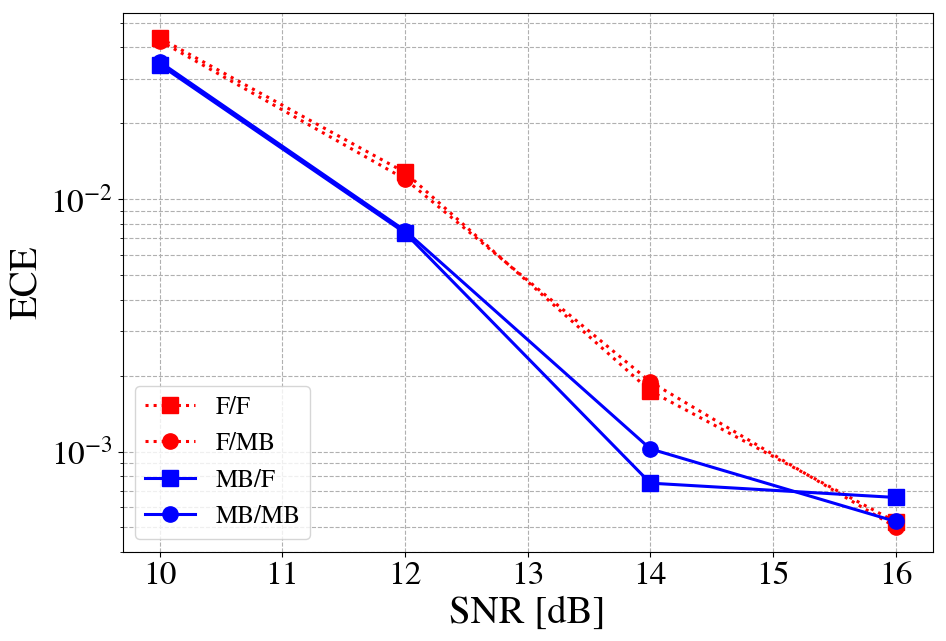 ECE
10⁻²
10⁻³
F/F
F/MB
MB/F
MB/MB
10 11 12 13 14 15 16
SNR [dB]